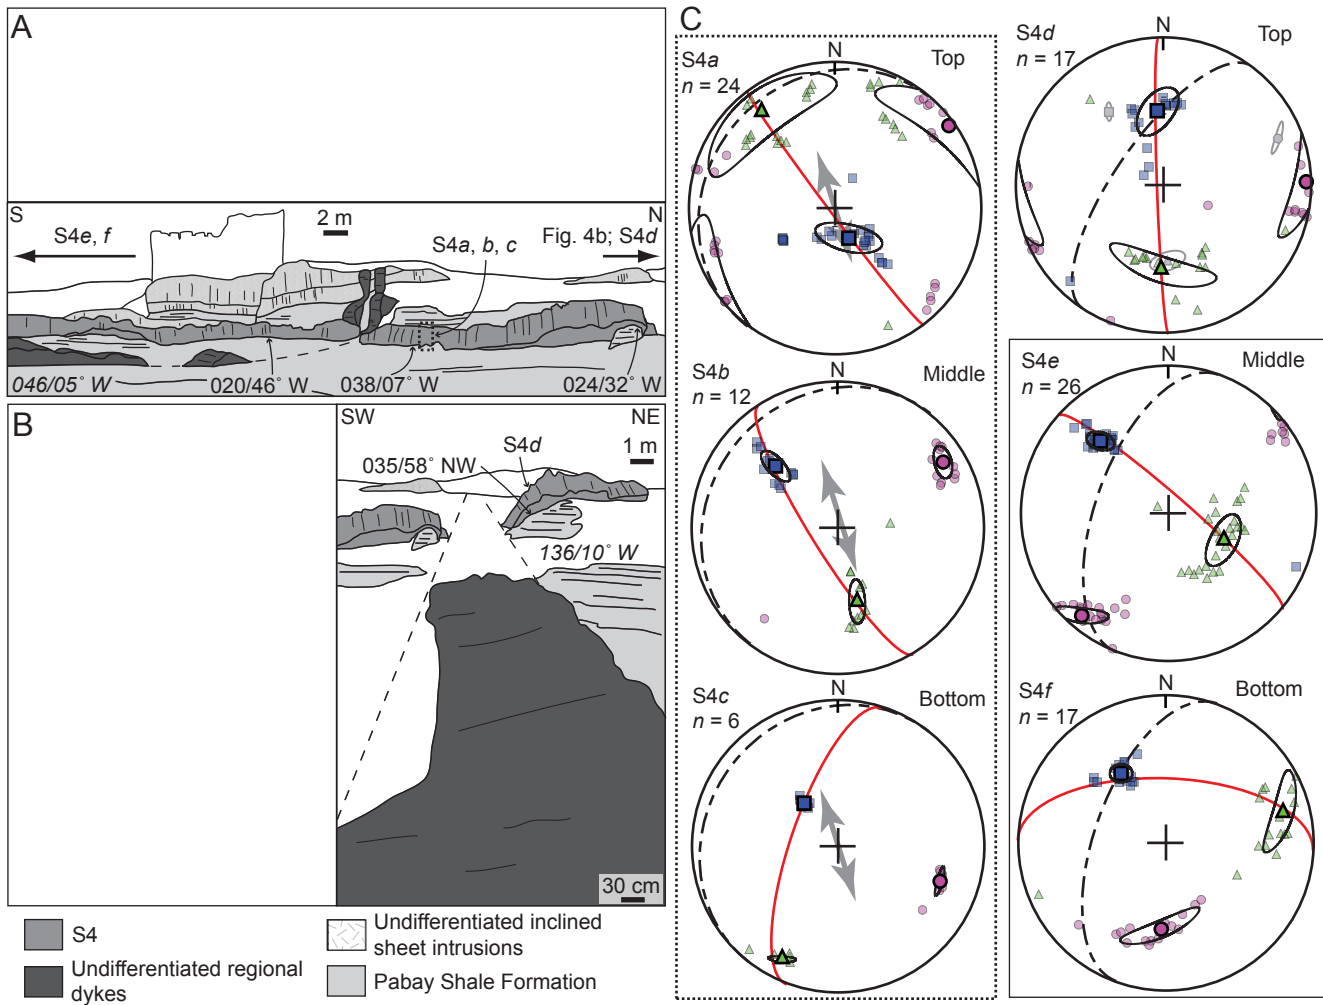 A
S
N
S4e, f
2 m
S4a, b, c
Fig. 4b; S4d
046/05° W
020/46° W
038/07° W
024/32° W
B
SW
NE
S4d
1 m
035/58° NW
136/10° W
30 cm
S4
Undifferentiated regional
dykes
Undifferentiated inclined
sheet intrusions
Pabay Shale Formation
C
S4a
n = 24
N
Top
S4b
n = 12
N
Middle
S4c
n = 6
N
Bottom
S4d
n = 17
N
Top
S4e
n = 26
N
Middle
S4f
n = 17
N
Bottom